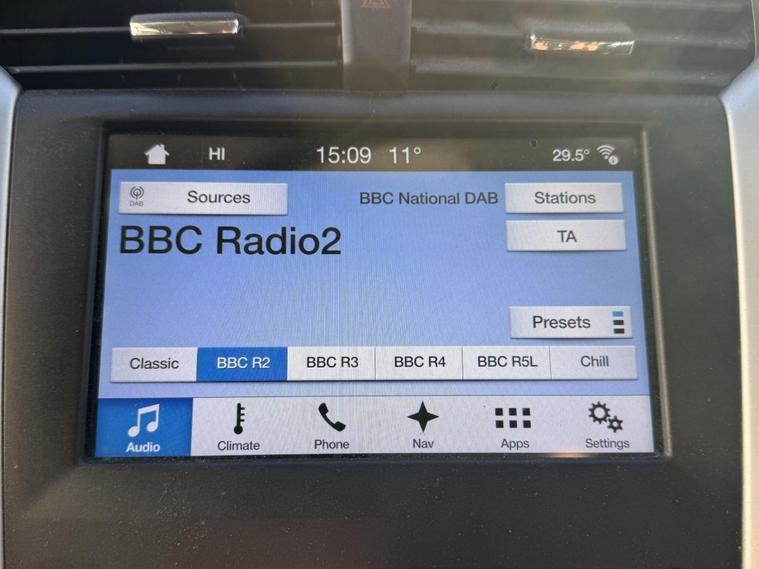 HI 15:09 11° 29.5°
DAB Sources BBC National DAB Stations
BBC Radio2 TA
Presets
Classic BBC R2 BBC R3 BBC R4 BBC R5L Chill
Audio Climate Phone Nav Apps Settings